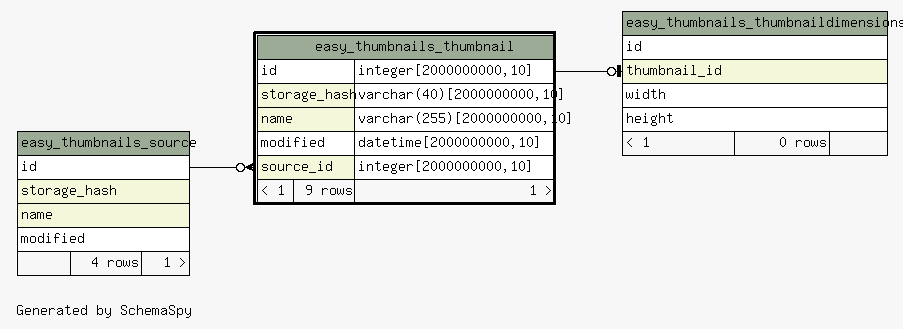 easy_thumbnails_source
id
storage_hash
name
modified
4 rows 1 >
easy_thumbnails_thumbnail
id integer[2000000000,10]
storage_hash varchar(40)[2000000000,10]
name varchar(255)[2000000000,10]
modified datetime[2000000000,10]
source_id integer[2000000000,10]
< 1 9 rows 1 >
easy_thumbnails_thumbnaildimensions
id
thumbnail_id
width
height
< 1 0 rows
Generated by SchemaSpy